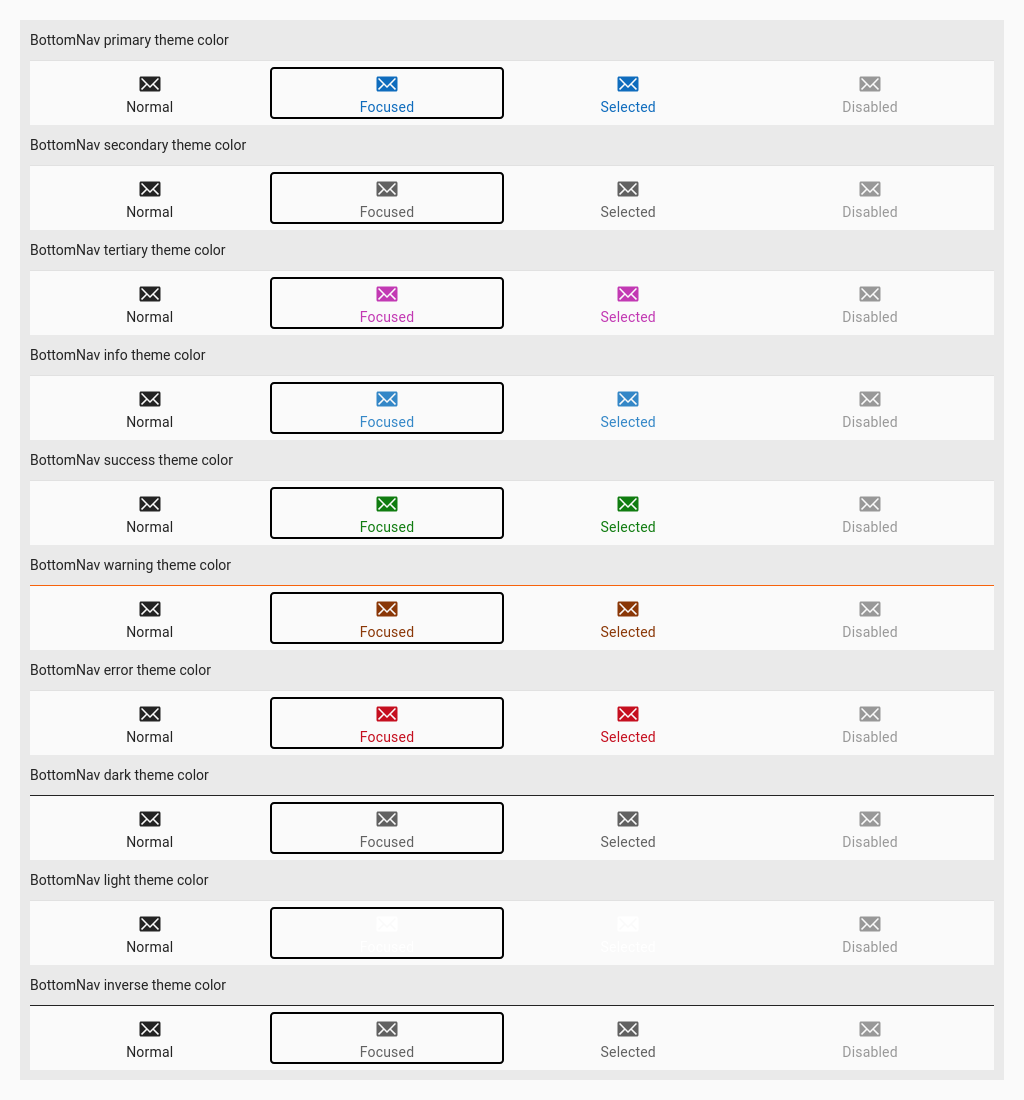 BottomNav primary theme color
Normal Focused Selected Disabled
BottomNav secondary theme color
Normal Focused Selected Disabled
BottomNav tertiary theme color
Normal Focused Selected Disabled
BottomNav info theme color
Normal Focused Selected Disabled
BottomNav success theme color
Normal Focused Selected Disabled
BottomNav warning theme color
Normal Focused Selected Disabled
BottomNav error theme color
Normal Focused Selected Disabled
BottomNav dark theme color
Normal Focused Selected Disabled
BottomNav light theme color
Normal Focused Selected Disabled
BottomNav inverse theme color
Normal Focused Selected Disabled